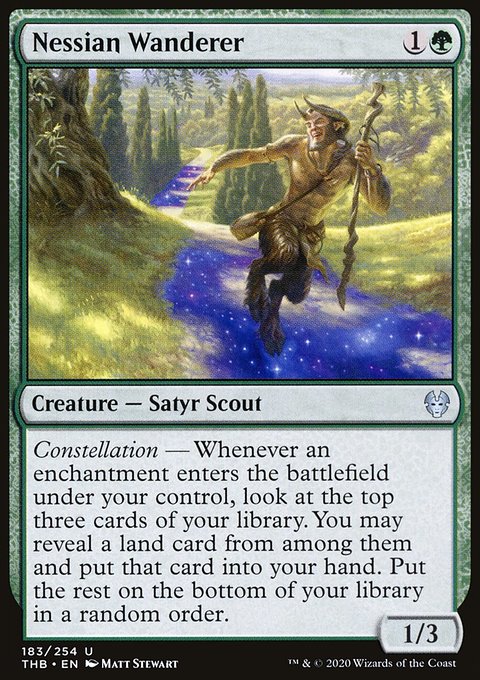 Nessian Wanderer 1
Creature — Satyr Scout
Constellation — Whenever an
enchantment enters the battlefield
under your control, look at the top
three cards of your library. You may
reveal a land card from among them
and put that card into your hand. Put
the rest on the bottom of your library
in a random order.
1/3
183/254 U
THB • EN Matt Stewart
™ & © 2020 Wizards of the Coast